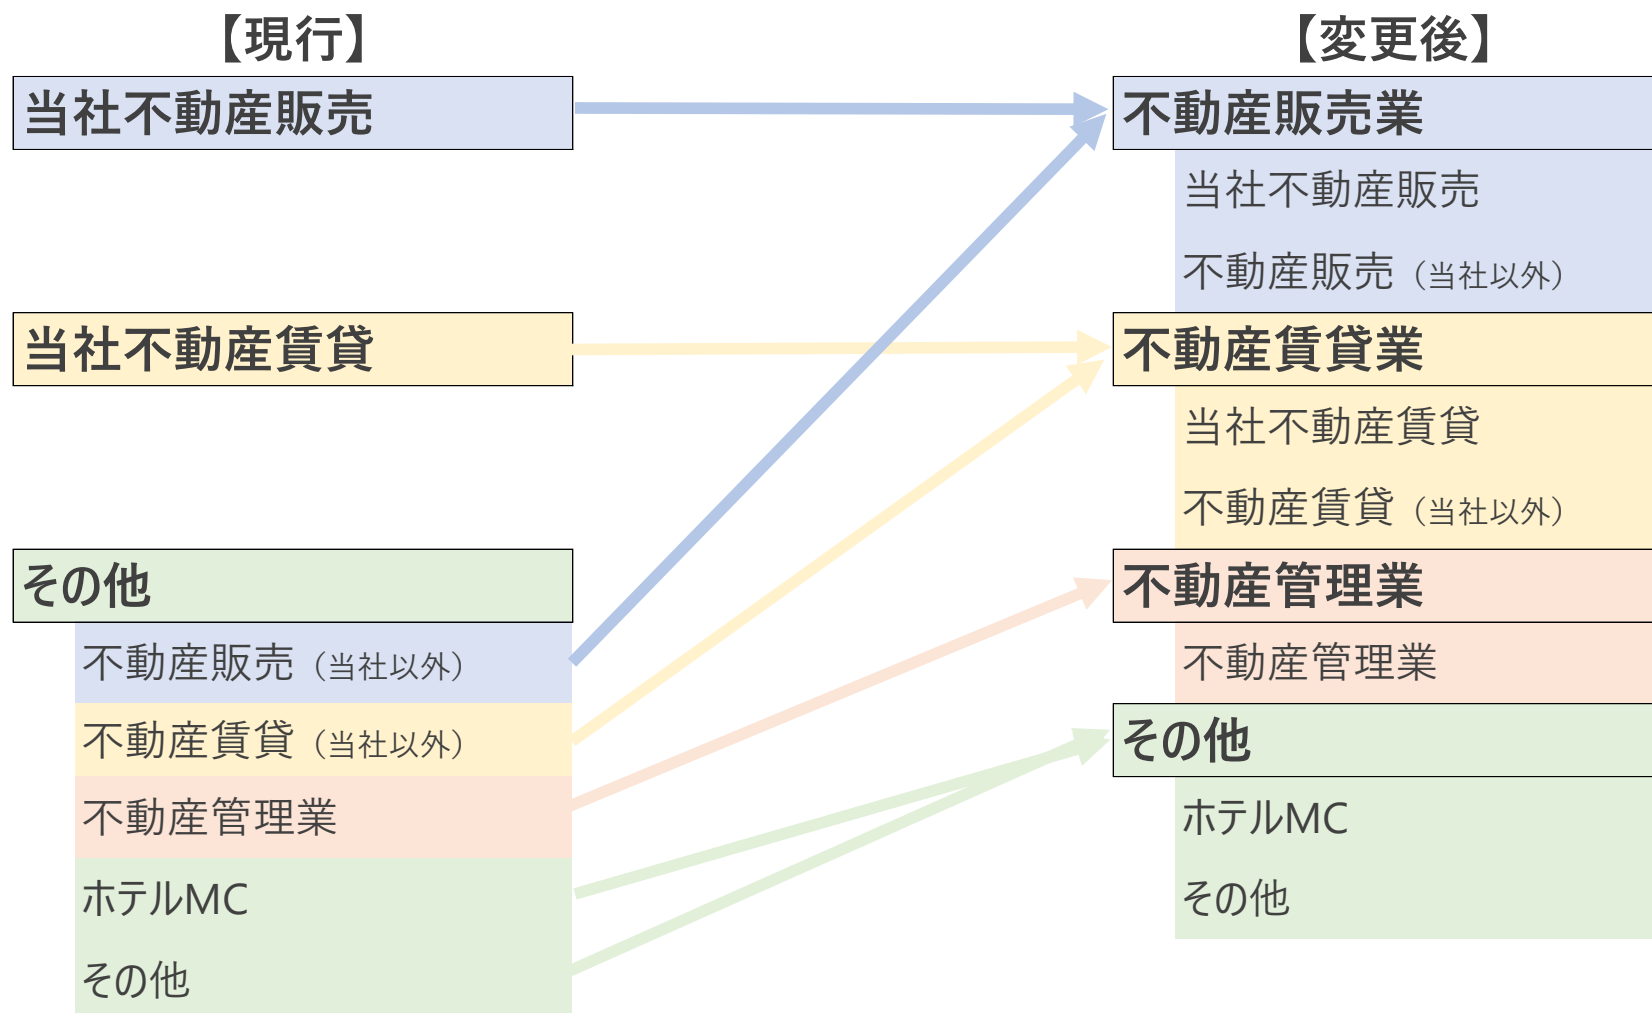 【現行】
当社不動産販売
当社不動産賃貸
その他
不動産販売（当社以外）
不動産賃貸（当社以外）
不動産管理業
ホテルMC
その他
【変更後】
不動産販売業
当社不動産販売
不動産販売（当社以外）
不動産賃貸業
当社不動産賃貸
不動産賃貸（当社以外）
不動産管理業
不動産管理業
その他
ホテルMC
その他